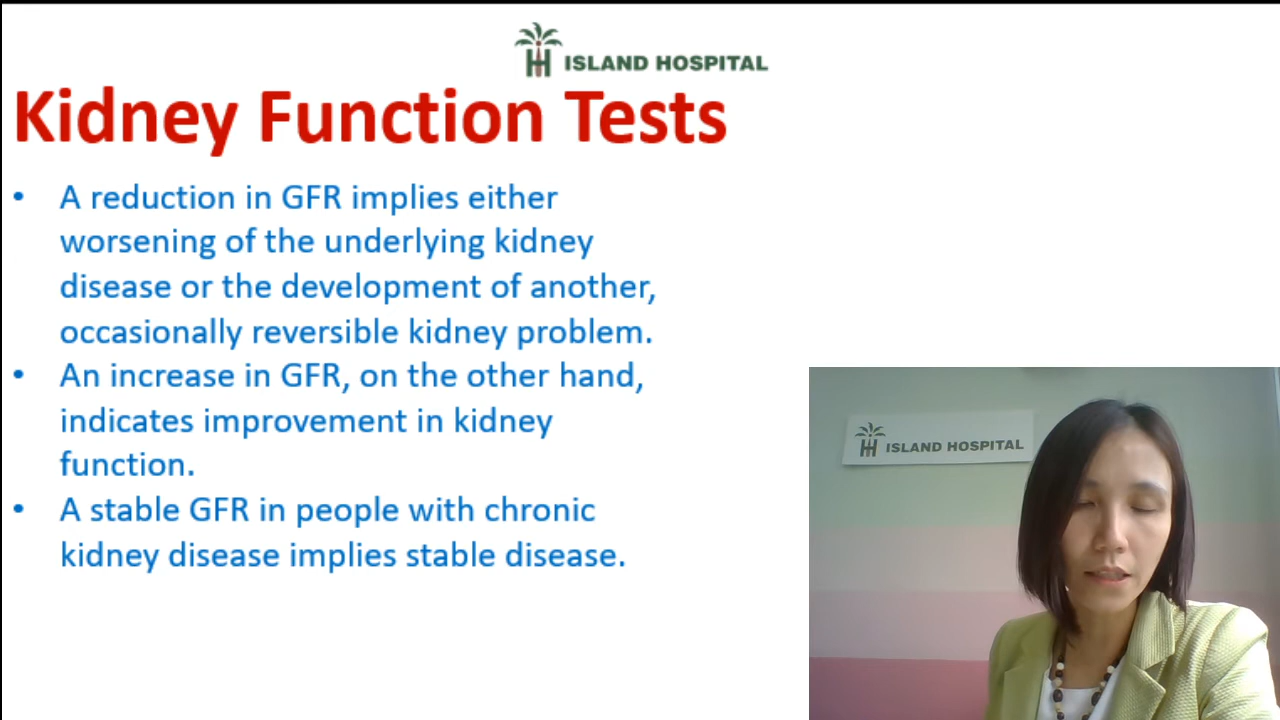 ISLAND HOSPITAL
Kidney Function Tests
• A reduction in GFR implies either
worsening of the underlying kidney
disease or the development of another,
occasionally reversible kidney problem.
• An increase in GFR, on the other hand,
indicates improvement in kidney
function.
• A stable GFR in people with chronic
kidney disease implies stable disease.
ISLAND HOSPITAL